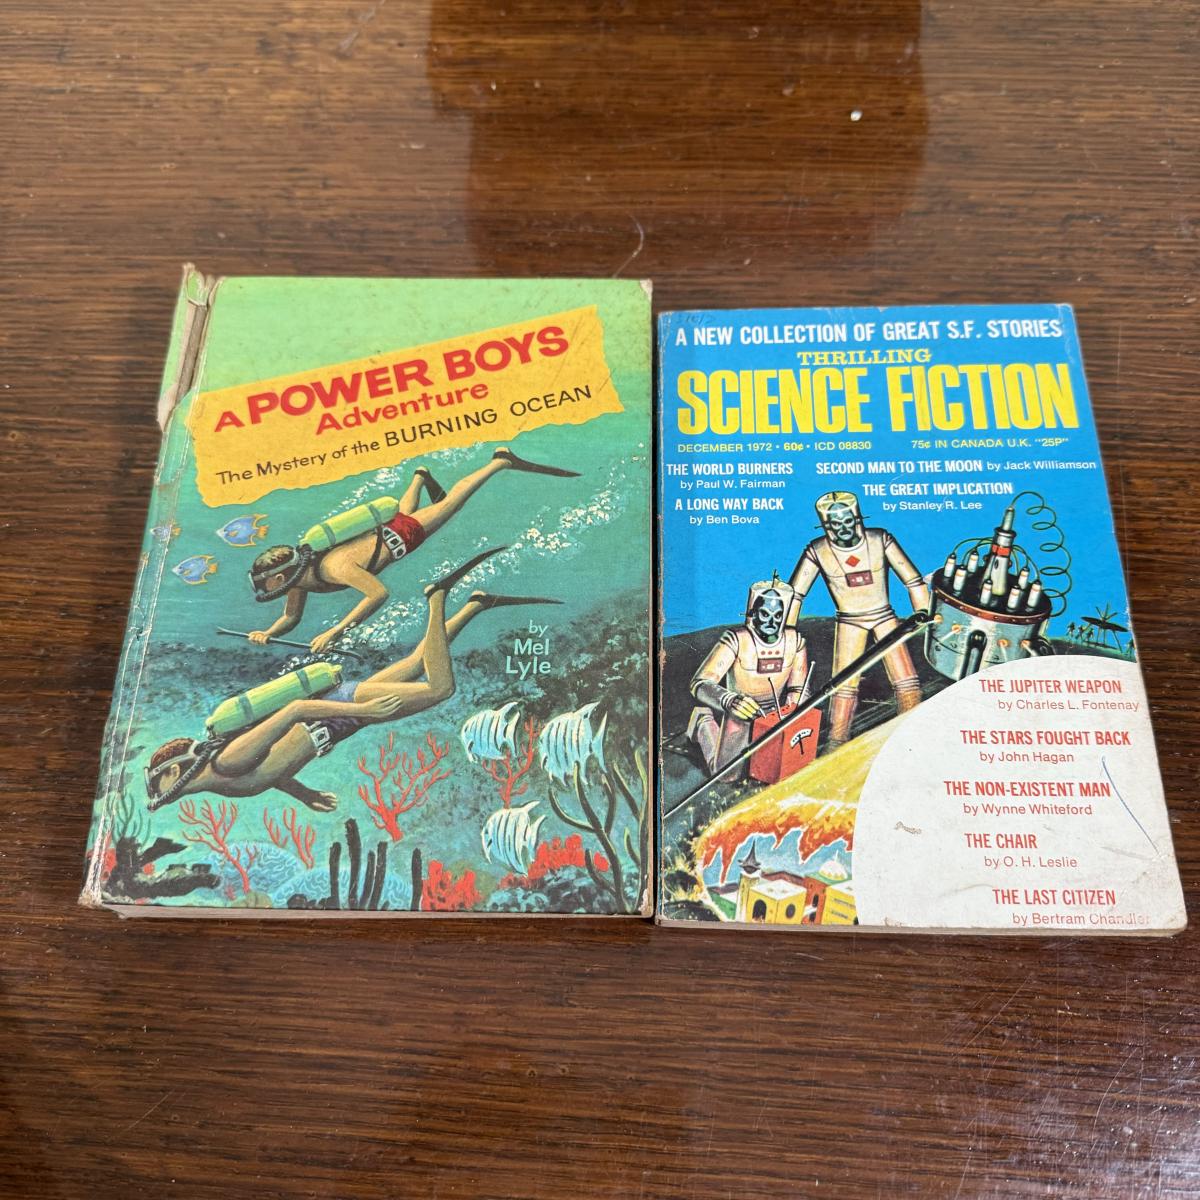 A POWER BOYS
Adventure
The Mystery of the BURNING OCEAN
by
Mel
Lyle
A NEW COLLECTION OF GREAT S.F. STORIES
THRILLING
SCIENCE FICTION
DECEMBER 1972 • 60¢ • ICD 08830 75¢ IN CANADA U.K. "25P"
THE WORLD BURNERS
by Paul W. Fairman
SECOND MAN TO THE MOON by Jack Williamson
A LONG WAY BACK
by Ben Bova
THE GREAT IMPLICATION
by Stanley R. Lee
THE JUPITER WEAPON
by Charles L. Fontenay
THE STARS FOUGHT BACK
by John Hagan
THE NON-EXISTENT MAN
by Wynne Whiteford
THE CHAIR
by O. H. Leslie
THE LAST CITIZEN
by Bertram Chandler